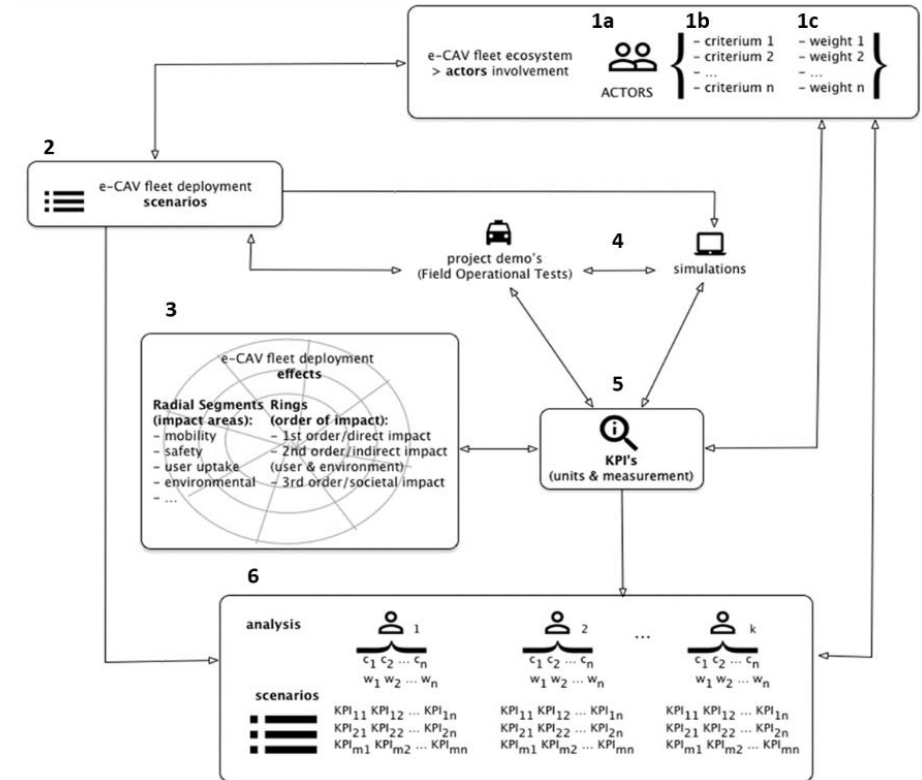 1a
1b
1c
e-CAV fleet ecosystem
> actors involvement
ACTORS
- criterium 1
- criterium 2
- ...
- criterium n
- weight 1
- weight 2
- ...
- weight n
2
e-CAV fleet deployment
scenarios
project demo's
(Field Operational Tests)
4
simulations
3
e-CAV fleet deployment
effects
Radial Segments
(impact areas):
- mobility
- safety
- user uptake
- environmental
- ...
Rings
(order of impact):
- 1st order/direct impact
- 2nd order/indirect impact
(user & environment)
- 3rd order/societal impact
5
KPI's
(units & measurement)
6
analysis
1
2
...
k
c1 c2 ... cn
c1 c2 ... cn
c1 c2 ... cn
w1 w2 ... wn
w1 w2 ... wn
w1 w2 ... wn
scenarios
KPI11 KPI12 ... KPI1n
KPI21 KPI22 ... KPI2n
KPIm1 KPIm2 ... KPImn
KPI11 KPI12 ... KPI1n
KPI21 KPI22 ... KPI2n
KPIm1 KPIm2 ... KPImn
KPI11 KPI12 ... KPI1n
KPI21 KPI22 ... KPI2n
KPIm1 KPIm2 ... KPImn